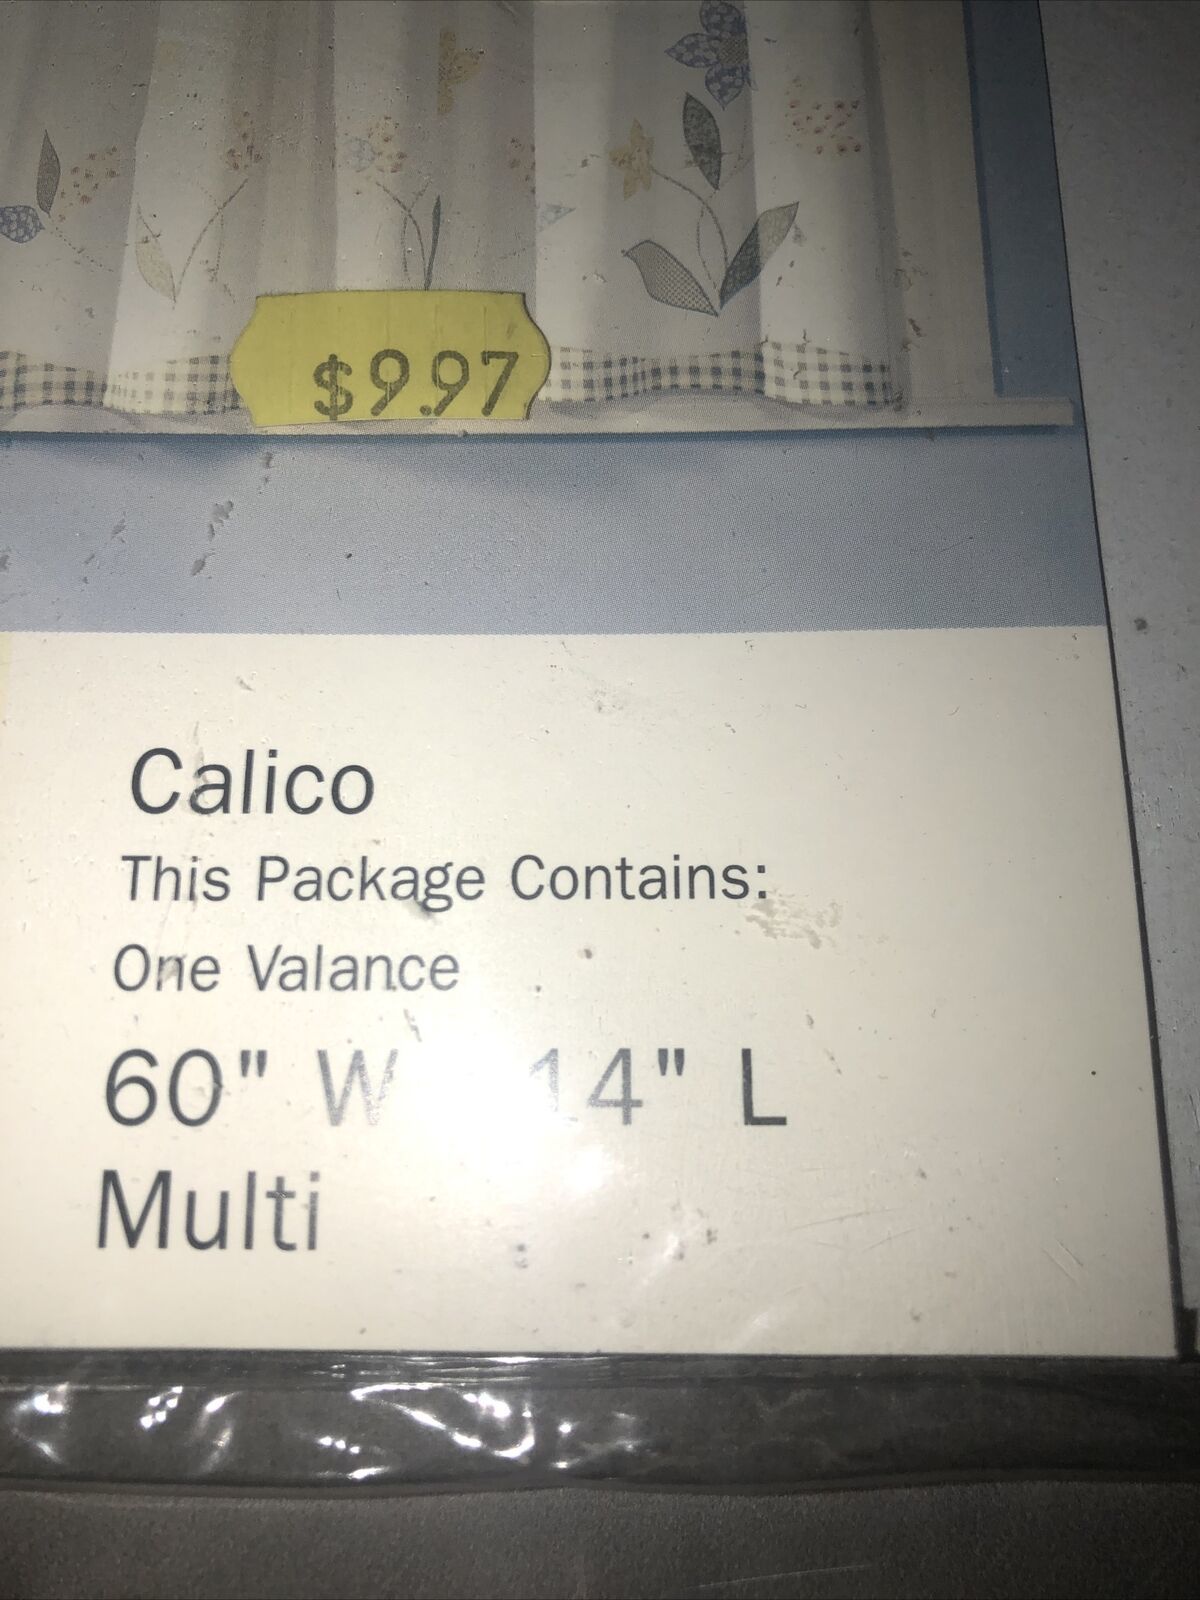 $9.97
Calico
This Package Contains:
One Valance
60" W 14" L
Multi